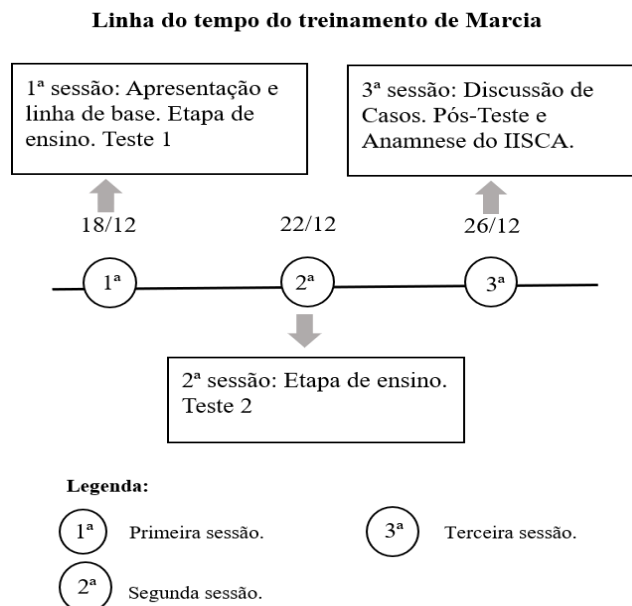 Linha do tempo do treinamento de Marcia
1ª sessão: Apresentação e
linha de base. Etapa de
ensino. Teste 1
3ª sessão: Discussão de
Casos. Pós-Teste e
Anamnese do IISCA.
18/12
22/12
26/12
1ª
2ª
3ª
2ª sessão: Etapa de ensino.
Teste 2
Legenda:
1ª Primeira sessão.
3ª Terceira sessão.
2ª Segunda sessão.